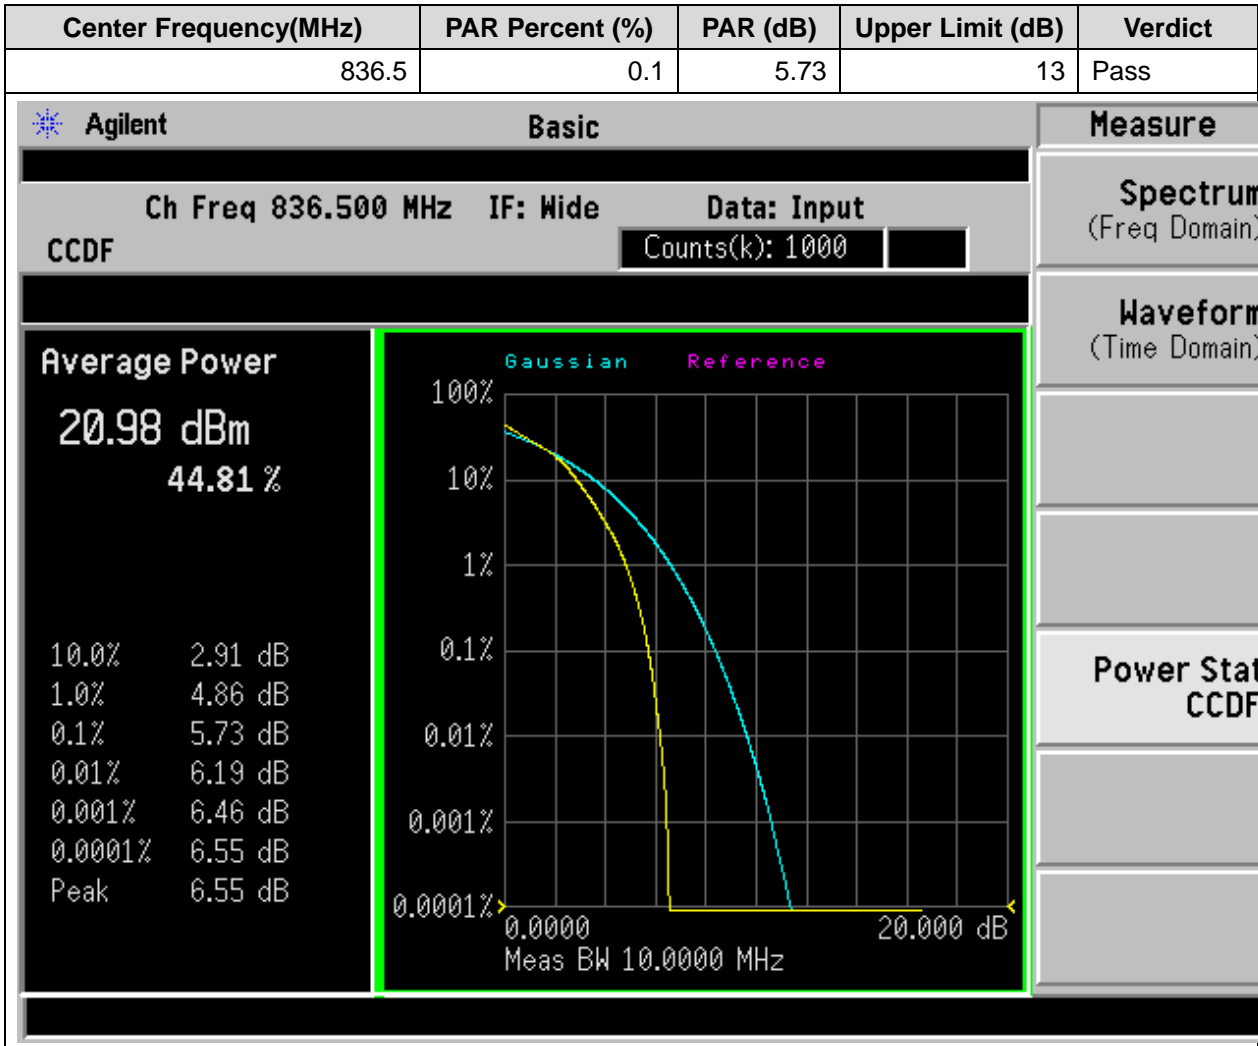 Center Frequency(MHz) PAR Percent (%) PAR (dB) Upper Limit (dB) Verdict
836.5 0.1 5.73 13 Pass
Agilent Basic Measure
Ch Freq 836.500 MHz IF: Wide Data: Input
CCDF Counts(k): 1000
Spectrum
(Freq Domain)
Waveform
(Time Domain)
Power Stat
CCDF
Average Power
20.98 dBm
44.81 %
10.0% 2.91 dB
1.0% 4.86 dB
0.1% 5.73 dB
0.01% 6.19 dB
0.001% 6.46 dB
0.0001% 6.55 dB
Peak 6.55 dB
Gaussian Reference
100%
10%
1%
0.1%
0.01%
0.001%
0.0001%
0.0000 20.000 dB
Meas BW 10.0000 MHz